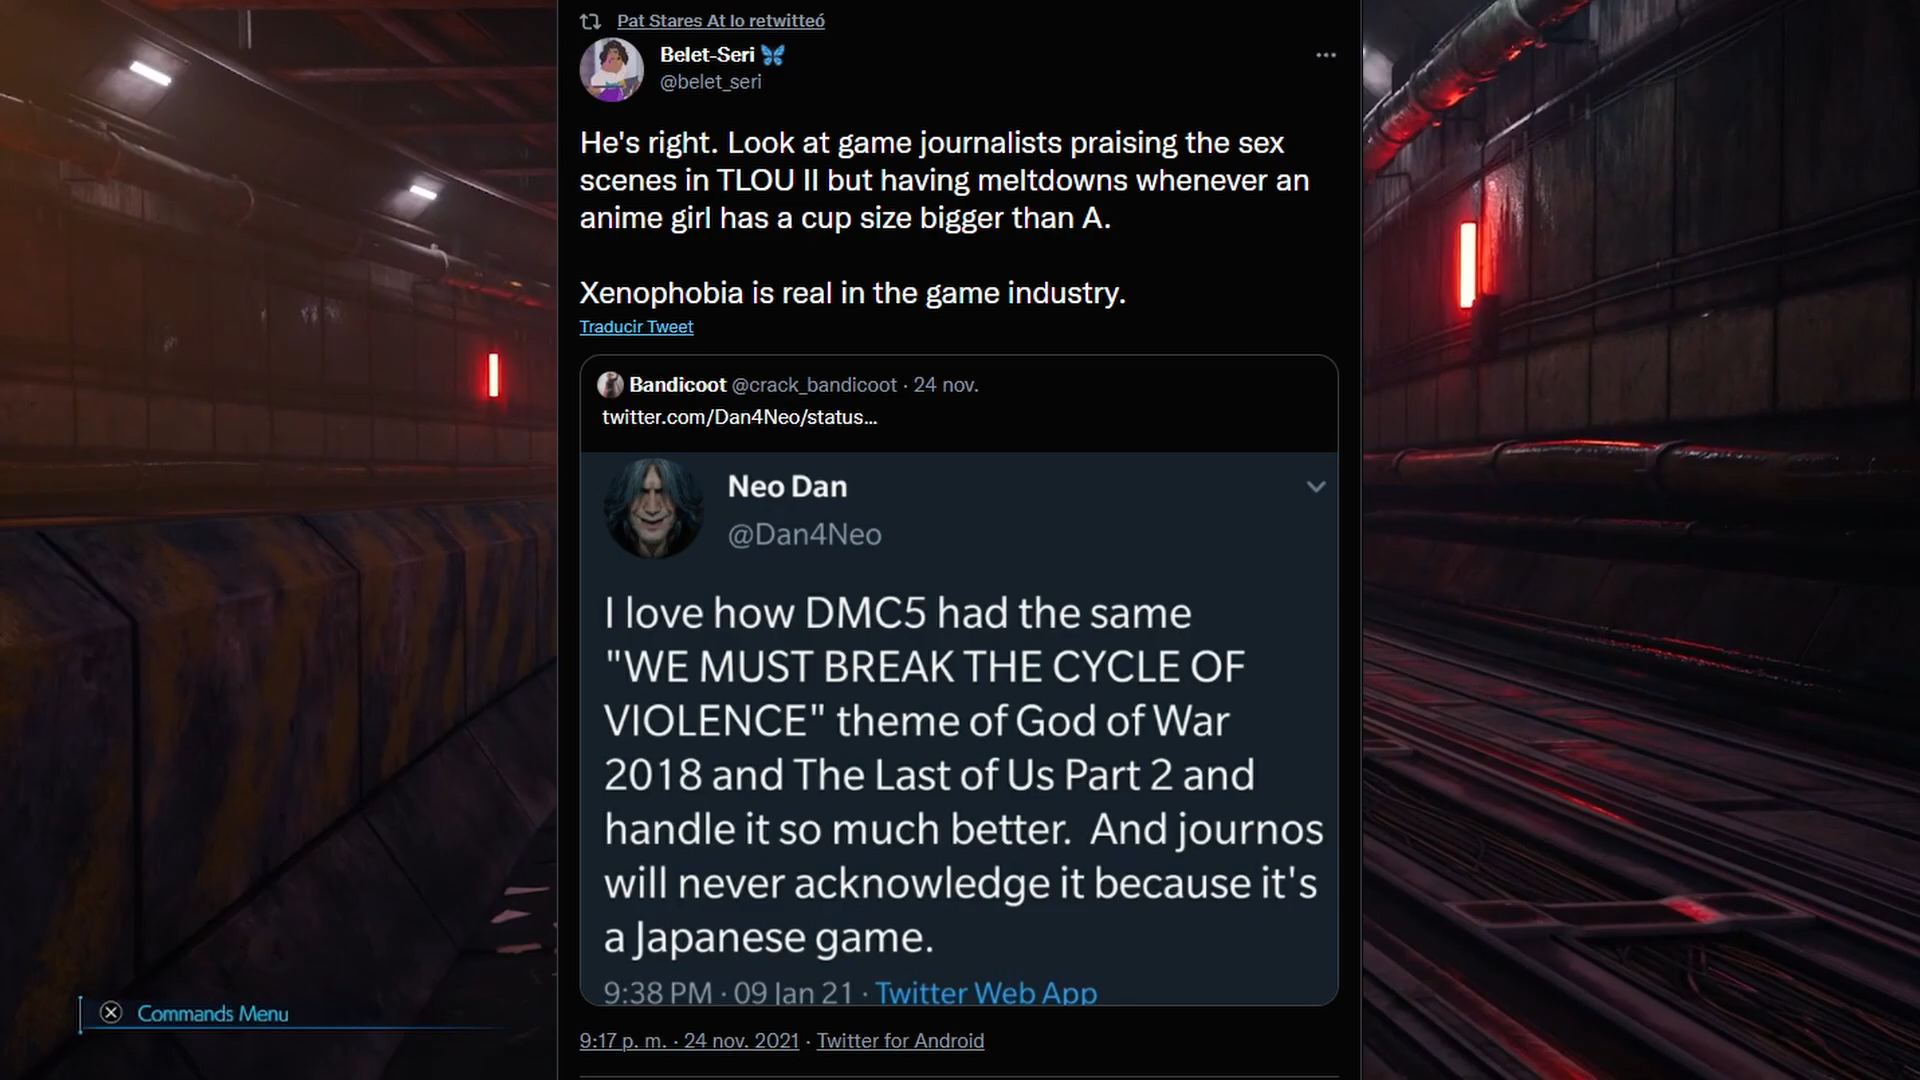 Pat Stares At lo retwitteó
Belet-Seri
@belet_seri
He's right. Look at game journalists praising the sex
scenes in TLOU II but having meltdowns whenever an
anime girl has a cup size bigger than A.
Xenophobia is real in the game industry.
Traducir Tweet
Bandicoot @crack_bandicoot · 24 nov.
twitter.com/Dan4Neo/status...
Neo Dan
@Dan4Neo
I love how DMC5 had the same
"WE MUST BREAK THE CYCLE OF
VIOLENCE" theme of God of War
2018 and The Last of Us Part 2 and
handle it so much better. And journos
will never acknowledge it because it's
a Japanese game.
9:38 PM · 09 Jan 21 · Twitter Web App
Commands Menu
9:17 p. m. · 24 nov. 2021 · Twitter for Android